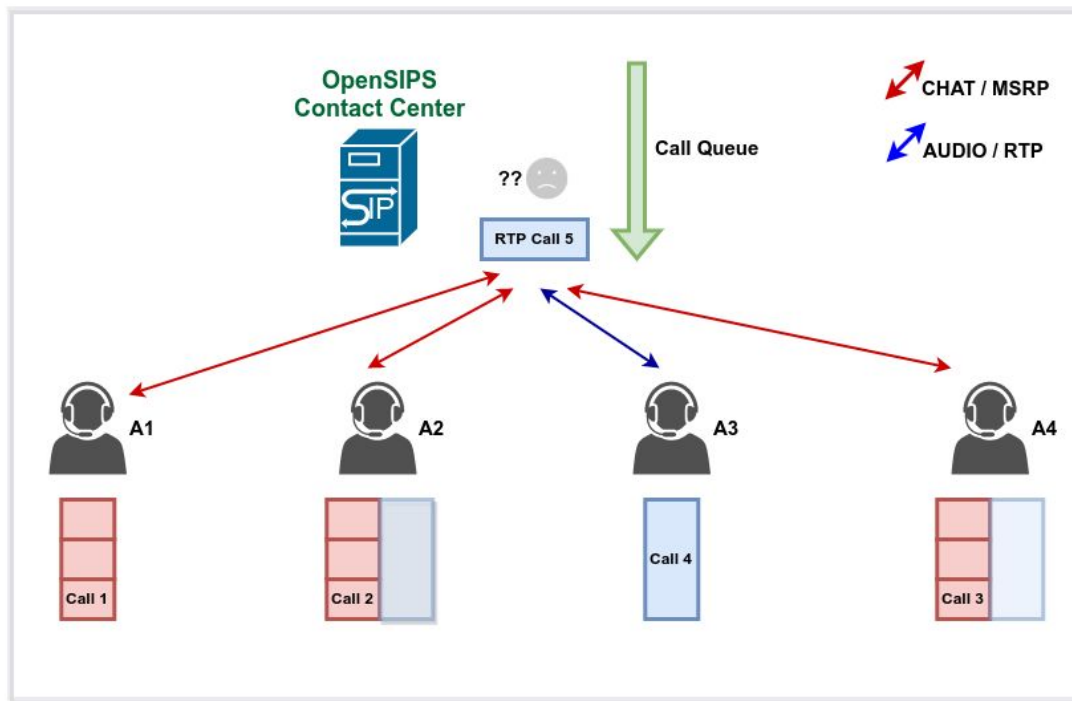 OpenSIPS
Contact Center
SIP
??
RTP Call 5
Call Queue
CHAT / MSRP
AUDIO / RTP
A1
A2
A3
A4
Call 1
Call 2
Call 4
Call 3